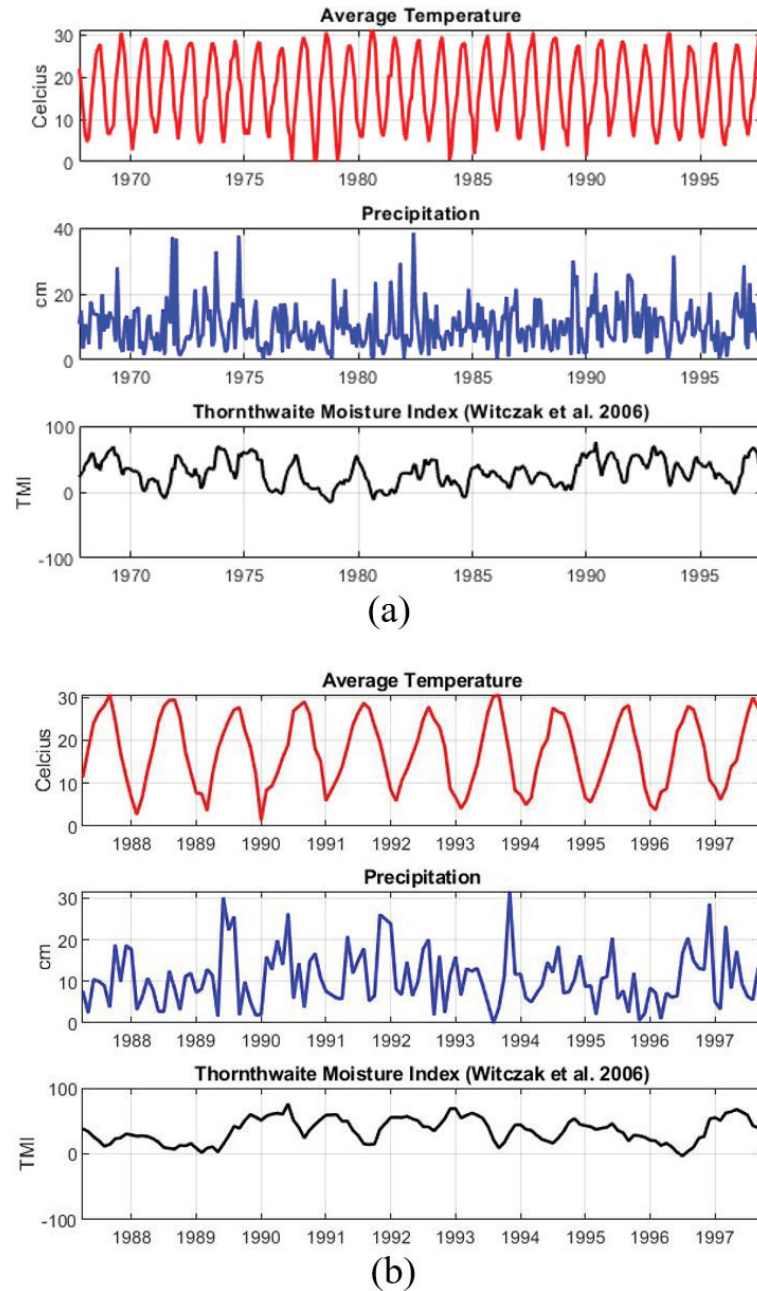 Average Temperature
30
20
10
0
Celcius
1970 1975 1980 1985 1990 1995
Precipitation
40
20
0
cm
1970 1975 1980 1985 1990 1995
Thornthwaite Moisture Index (Witczak et al. 2006)
100
0
-100
TMI
1970 1975 1980 1985 1990 1995
(a)
Average Temperature
30
20
10
0
Celcius
1988 1989 1990 1991 1992 1993 1994 1995 1996 1997
Precipitation
30
20
10
0
cm
1988 1989 1990 1991 1992 1993 1994 1995 1996 1997
Thornthwaite Moisture Index (Witczak et al. 2006)
100
0
-100
TMI
1988 1989 1990 1991 1992 1993 1994 1995 1996 1997
(b)